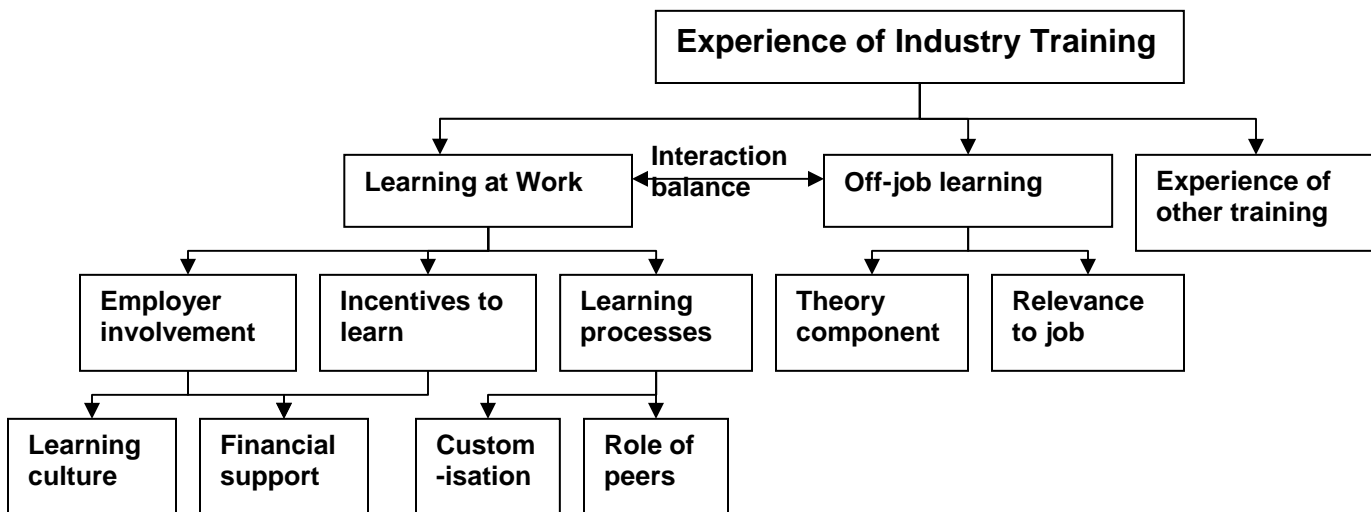 Experience of Industry Training
Interaction
balance
Learning at Work
Off-job learning
Experience of
other training
Employer
involvement
Incentives to
learn
Learning
processes
Theory
component
Relevance
to job
Learning
culture
Financial
support
Custom
-isation
Role of
peers